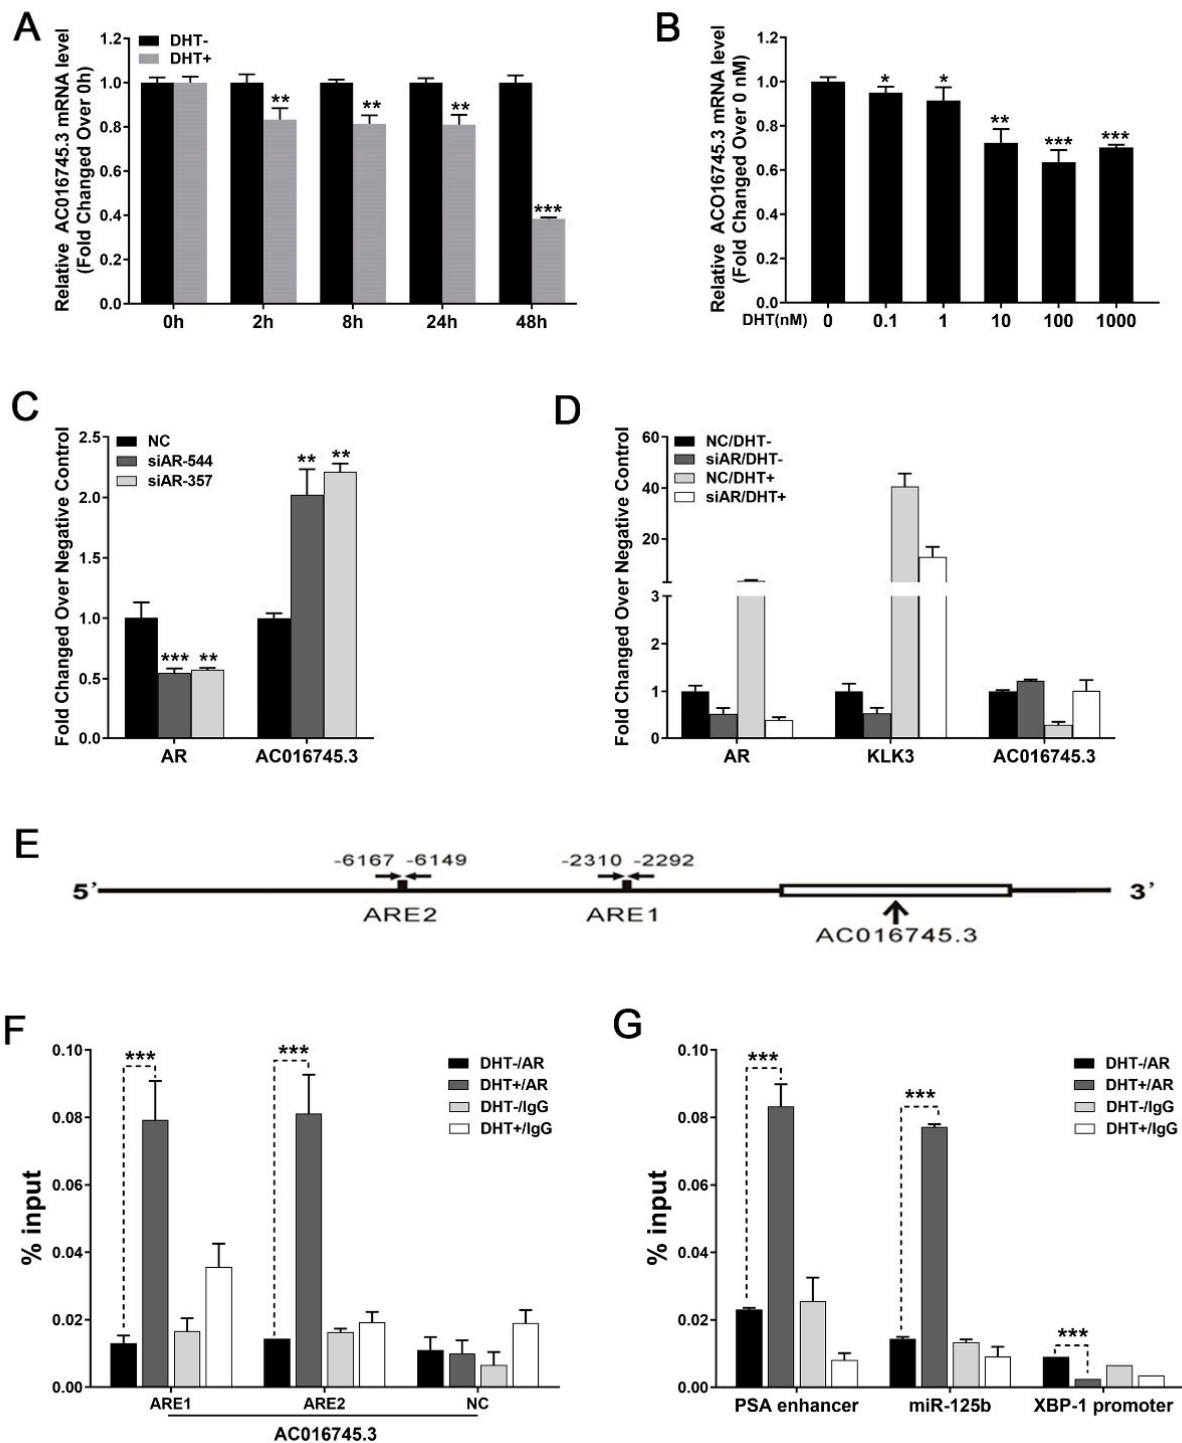 A
Relative AC016745.3 mRNA level
(Fold Changed Over 0h)
DHT-
DHT+
1.2
1.0
0.8
0.6
0.4
0.2
0.0
**
**
**
***
0h 2h 8h 24h 48h
B
Relative ACO16745.3 mRNA level
(Fold Changed Over 0 nM)
1.2
1.0
0.8
0.6
0.4
0.2
0.0
*
*
**
***
***
DHT(nM) 0 0.1 1 10 100 1000
C
Fold Changed Over Negative Control
NC
siAR-544
siAR-357
2.5
2.0
1.5
1.0
0.5
0.0
*** **
** **
AR AC016745.3
D
Fold Changed Over Negative Control
NC/DHT-
siAR/DHT-
NC/DHT+
siAR/DHT+
60
40
20
3
2
1
0
AR KLK3 AC016745.3
E
-6167 -6149 -2310 -2292
5’ 3’
ARE2 ARE1
AC016745.3
F
% input
0.10
0.08
0.06
0.04
0.02
0.00
*** ***
DHT-/AR
DHT+/AR
DHT-/IgG
DHT+/IgG
ARE1 ARE2 NC
AC016745.3
G
% input
0.10
0.08
0.06
0.04
0.02
0.00
***
***
***
DHT-/AR
DHT+/AR
DHT-/IgG
DHT+/IgG
PSA enhancer miR-125b XBP-1 promoter